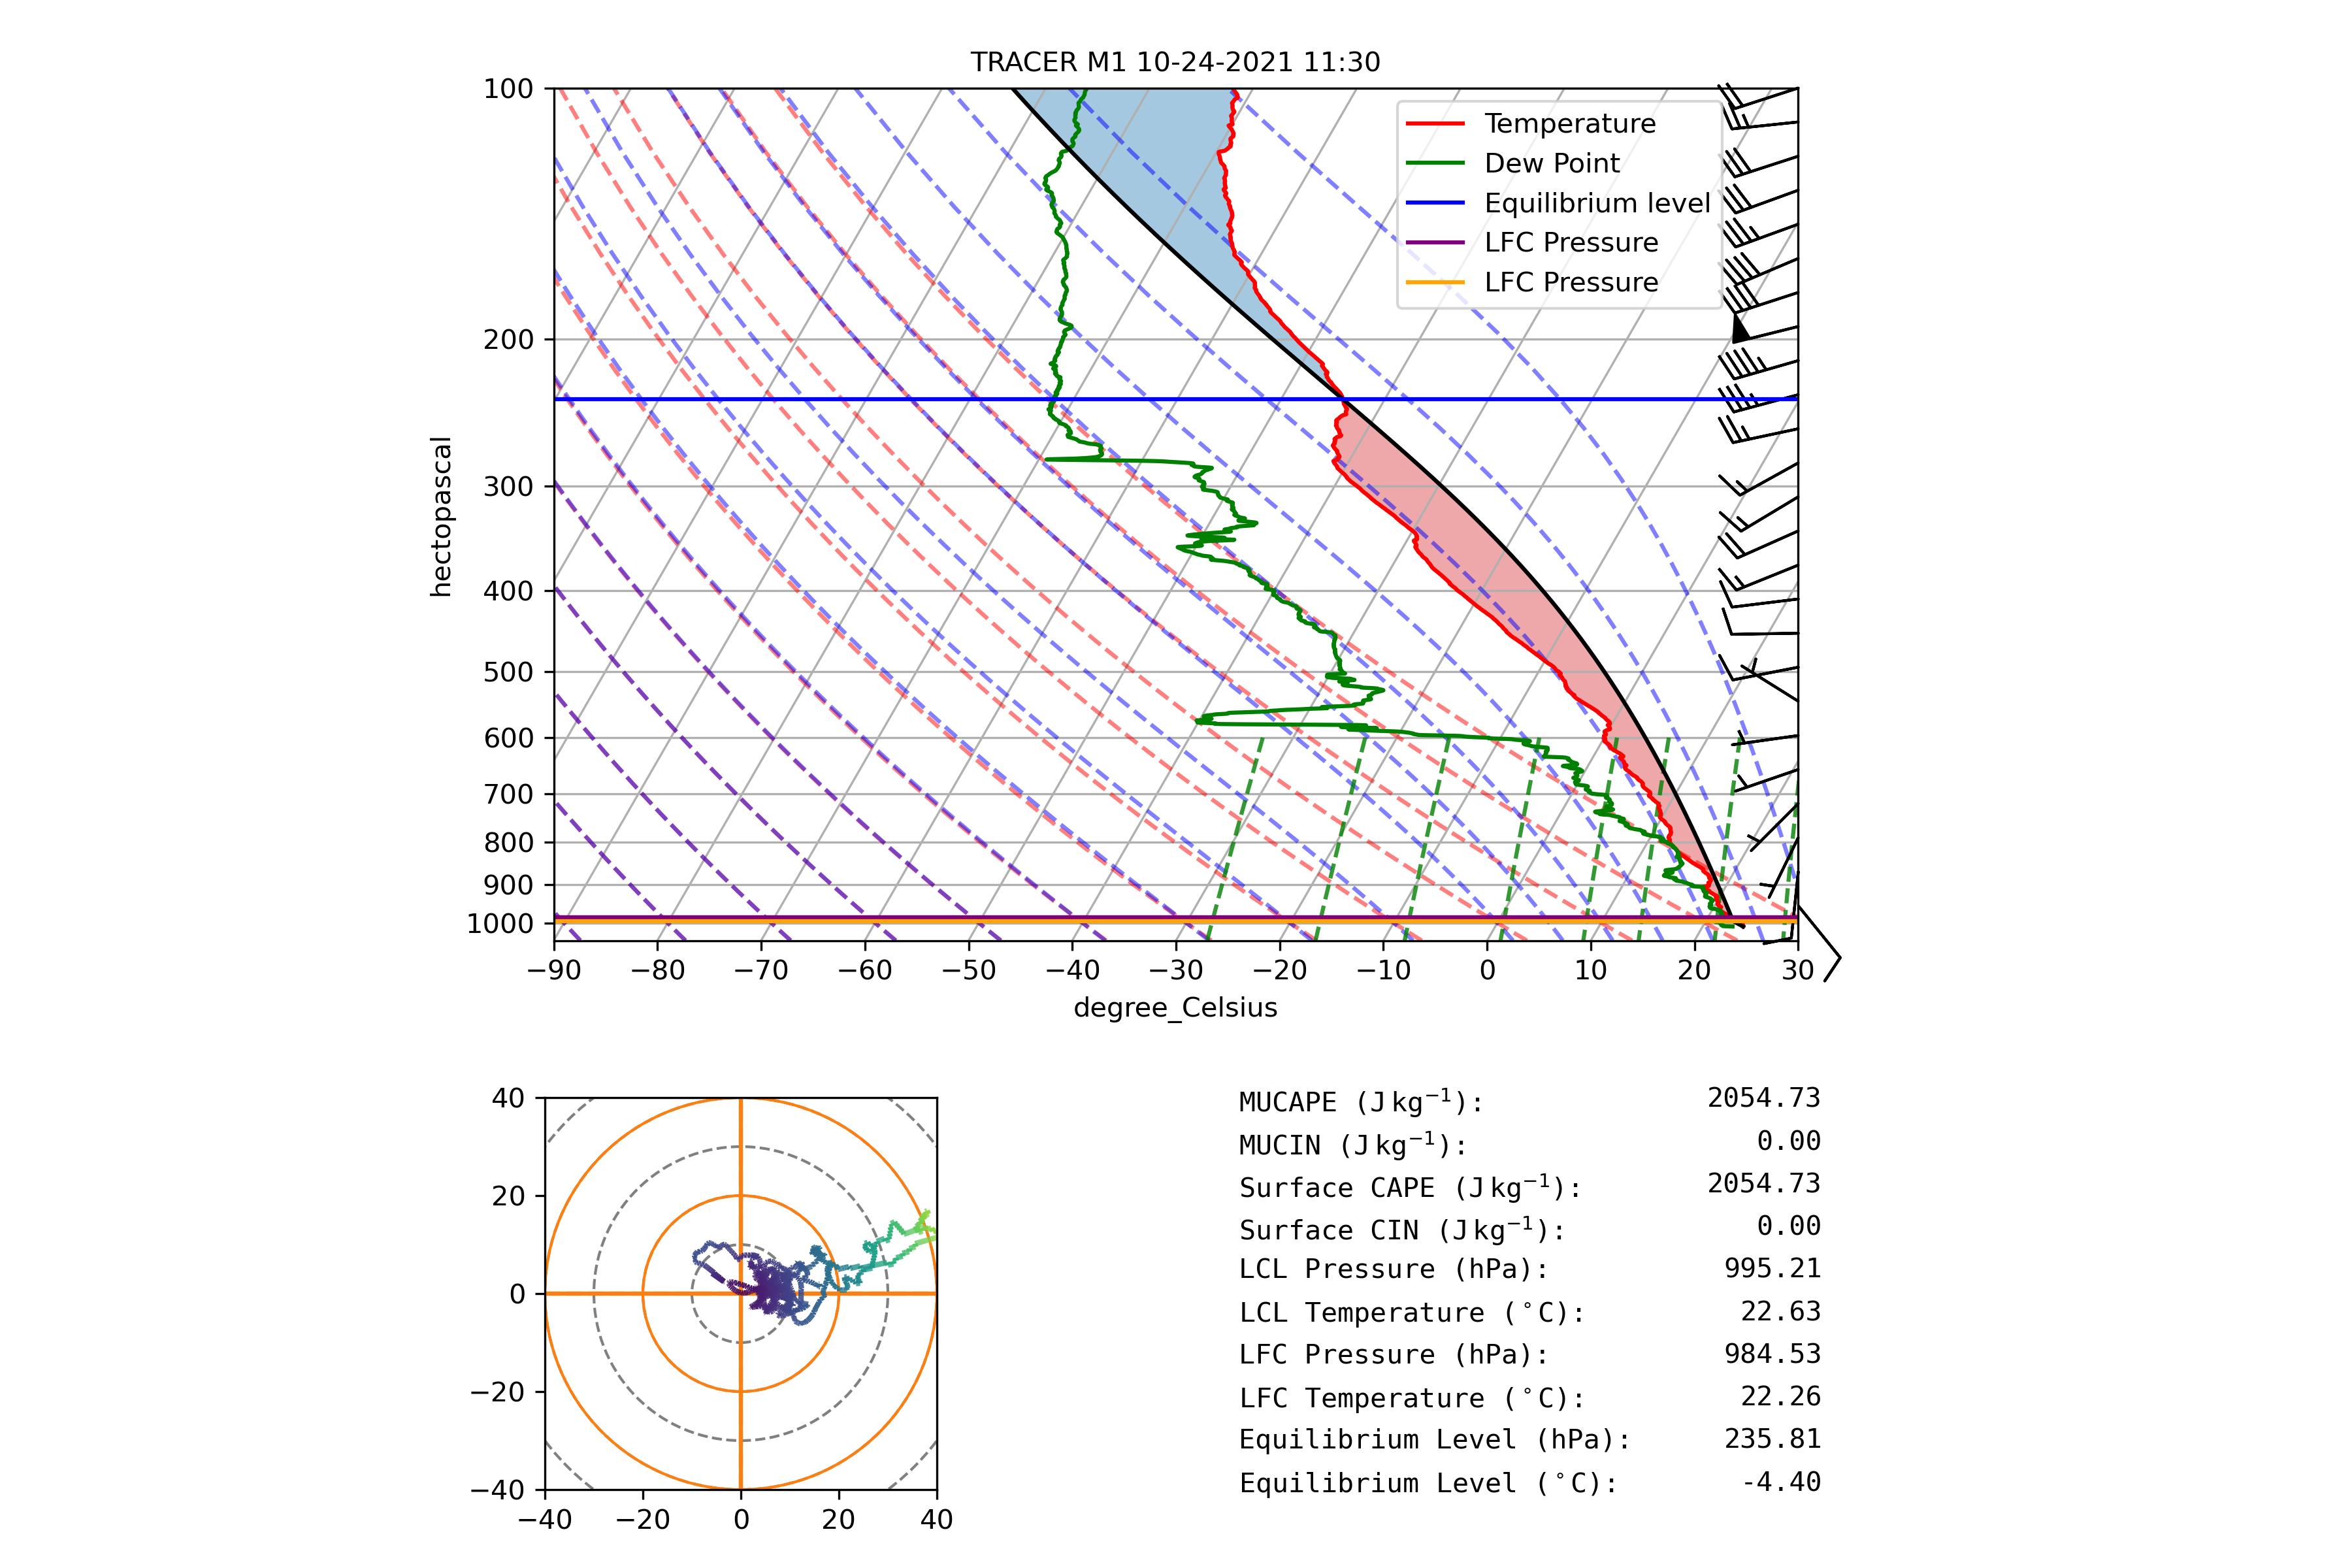 TRACER M1 10-24-2021 11:30
100
200
300
400
500
600
700
800
900
1000
hectopascal
Temperature
Dew Point
Equilibrium level
LFC Pressure
LFC Pressure
−90 −80 −70 −60 −50 −40 −30 −20 −10 0 10 20 30
degree_Celsius
40
20
0
−20
−40
−40 −20 0 20 40
MUCAPE (J kg⁻¹): 2054.73
MUCIN (J kg⁻¹): 0.00
Surface CAPE (J kg⁻¹): 2054.73
Surface CIN (J kg⁻¹): 0.00
LCL Pressure (hPa): 995.21
LCL Temperature (°C): 22.63
LFC Pressure (hPa): 984.53
LFC Temperature (°C): 22.26
Equilibrium Level (hPa): 235.81
Equilibrium Level (°C): -4.40